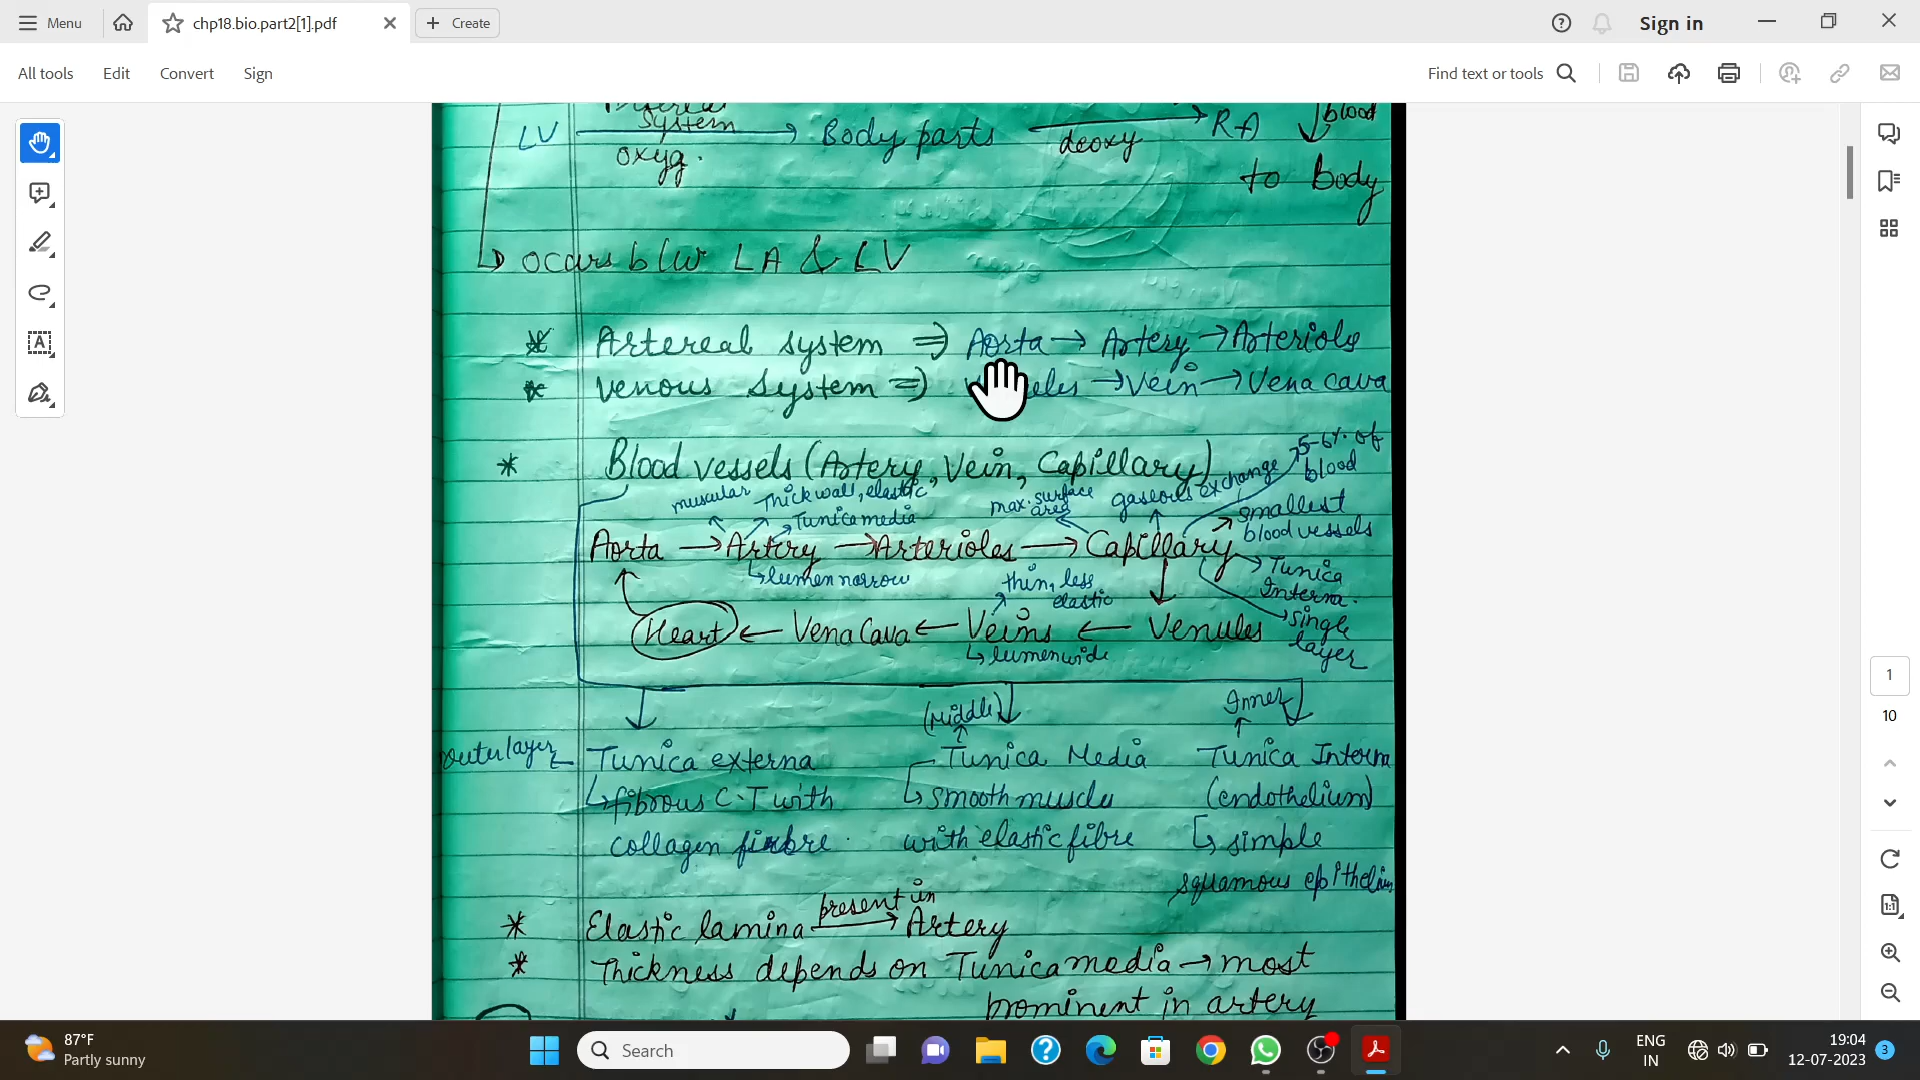 Menu
chp18.bio.part2[1].pdf
Create
Sign in
All tools Edit Convert Sign
Find text or tools
System
LV → Body parts → RA blood
oxyg. deoxy
to Body
↳ occurs b/w LA & LV
* Artereal system ⇒ Aorta → Artery → Arteriols
* Venous System ⇒ → Vein → Vena cava
* Blood vessels (Artery, Vein, Capillary)
5-6% of blood
muscular Thick wall, elastic max. surface area gaseous exchange
Tunica media smallest blood vessels
Aorta → Artery → Arterioles → Capillary
↳ lumen narrow thin, less elastic → Tunica Interna.
Heart ← Vena Cava ← Veins ← Venules → single layer
↳ lumen wide
(Middle) Inner
outer layer Tunica externa Tunica Media Tunica Intern
↳ fibrous C.T with ↳ smooth muscle (endothelium)
collagen with elastic fibre ↳ simple
squamous epithelium
* Elastic lamina present in → Artery
* Thickness depends on Tunica media → most
prominent in artery
1
10
87°F
Partly sunny
Search
ENG
IN
19:04
12-07-2023
3